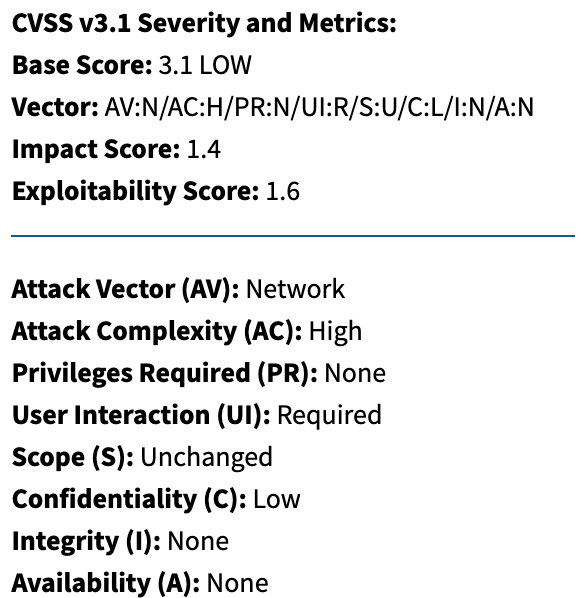 CVSS v3.1 Severity and Metrics:
Base Score: 3.1 LOW
Vector: AV:N/AC:H/PR:N/UI:R/S:U/C:L/I:N/A:N
Impact Score: 1.4
Exploitability Score: 1.6
Attack Vector (AV): Network
Attack Complexity (AC): High
Privileges Required (PR): None
User Interaction (UI): Required
Scope (S): Unchanged
Confidentiality (C): Low
Integrity (I): None
Availability (A): None